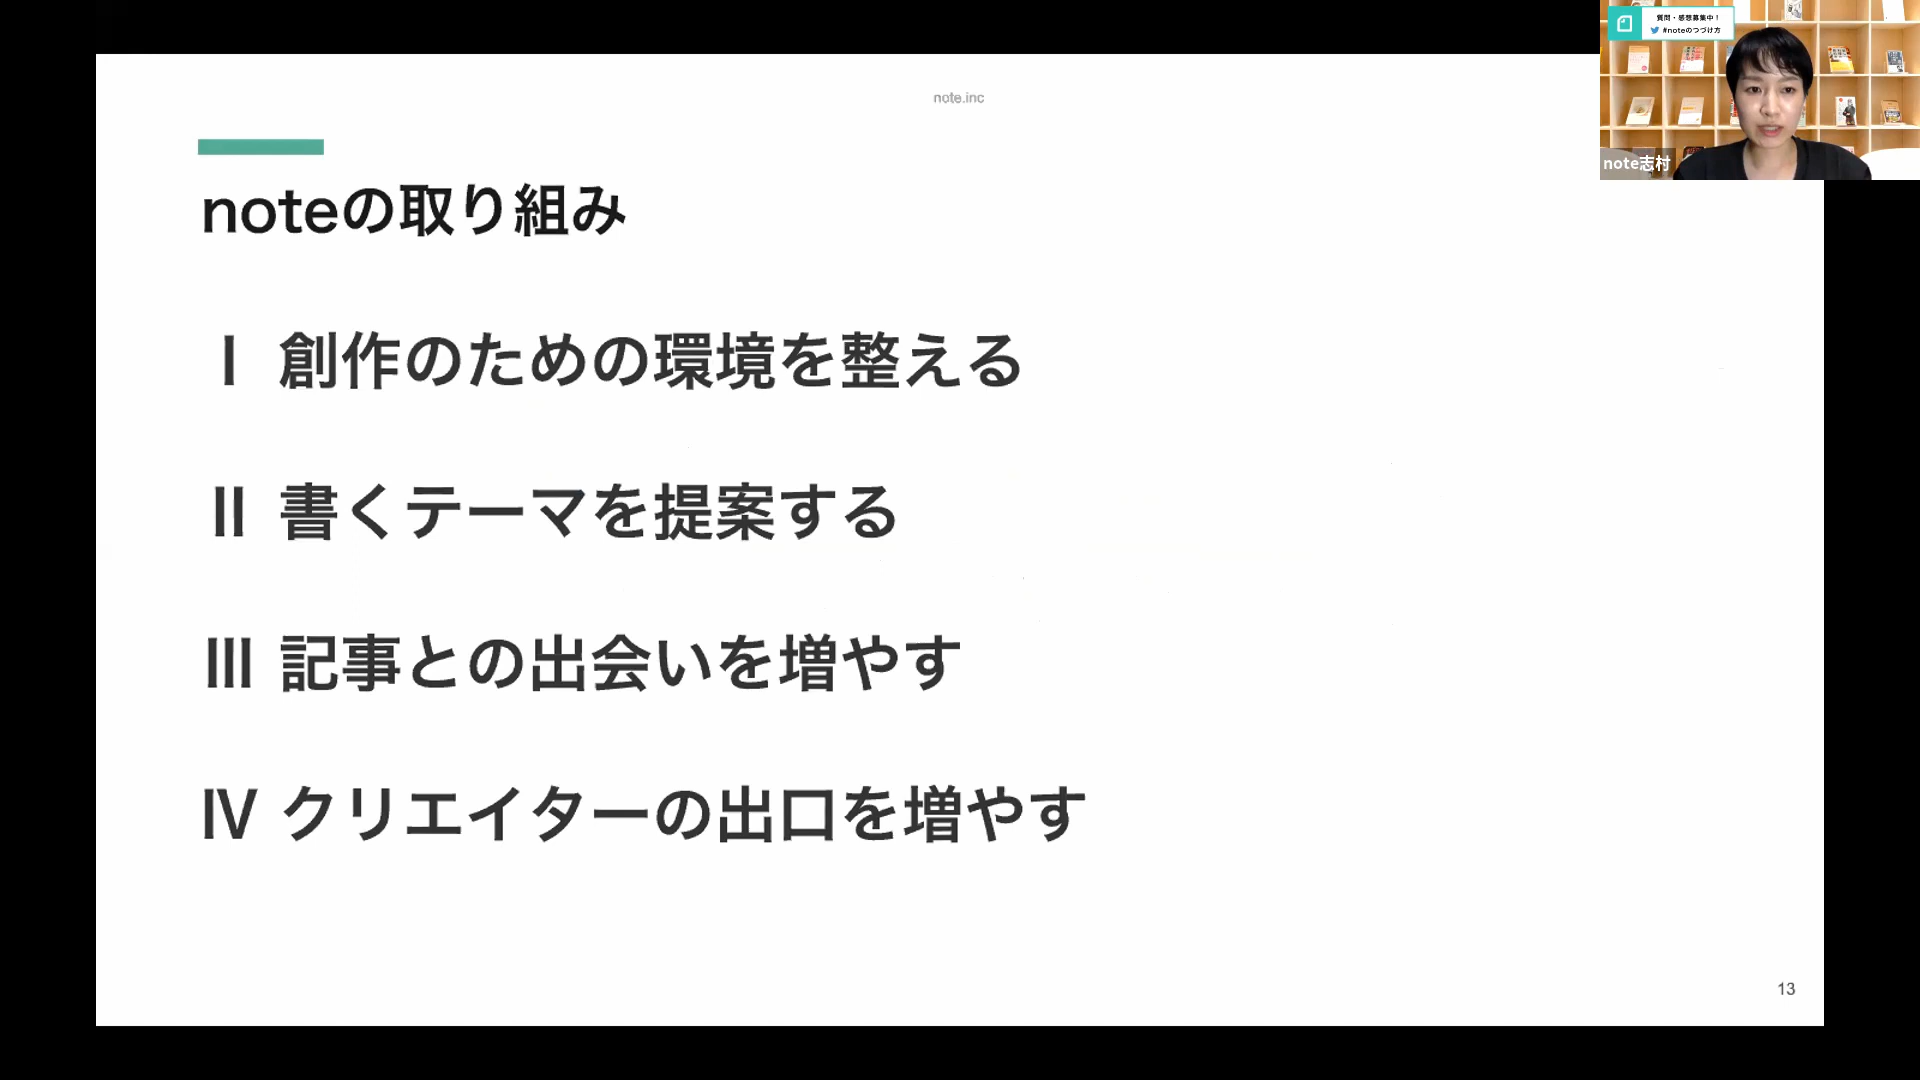 note.inc
質問・感想募集中！
#noteのつづけ方
note志村
noteの取り組み
Ⅰ 創作のための環境を整える
Ⅱ 書くテーマを提案する
Ⅲ 記事との出会いを増やす
Ⅳ クリエイターの出口を増やす
13